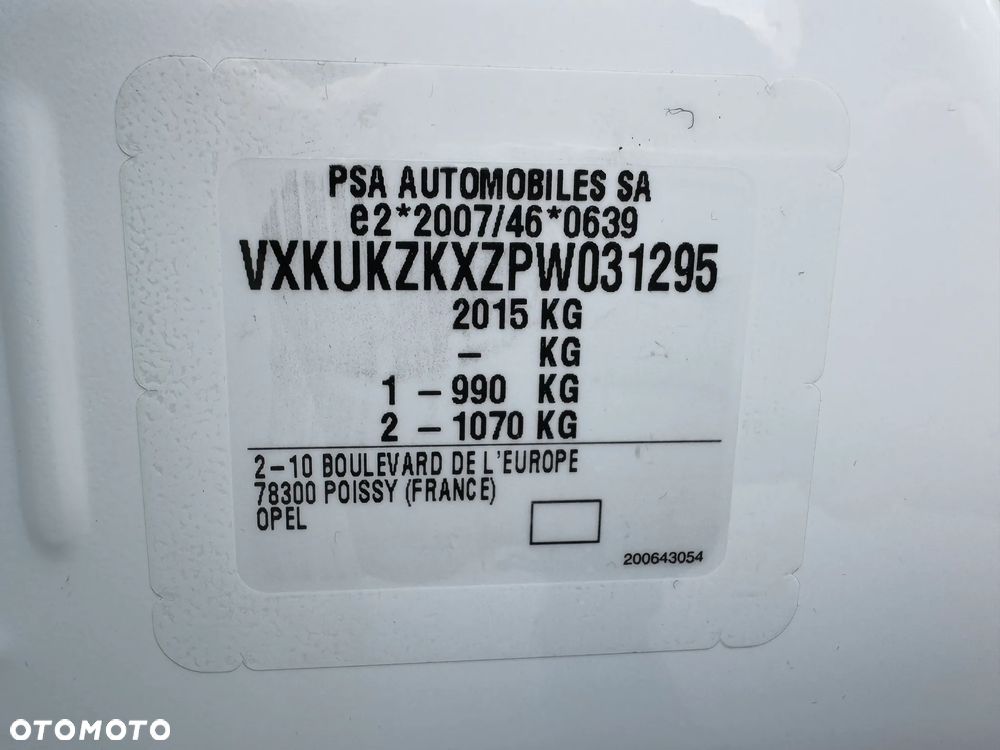 PSA AUTOMOBILES SA
e2*2007/46*0639
VXKUKZKXZPW031295
2015 KG
– KG
1 – 990 KG
2 – 1070 KG
2–10 BOULEVARD DE L'EUROPE
78300 POISSY (FRANCE)
OPEL
200643054
OTOMOTO